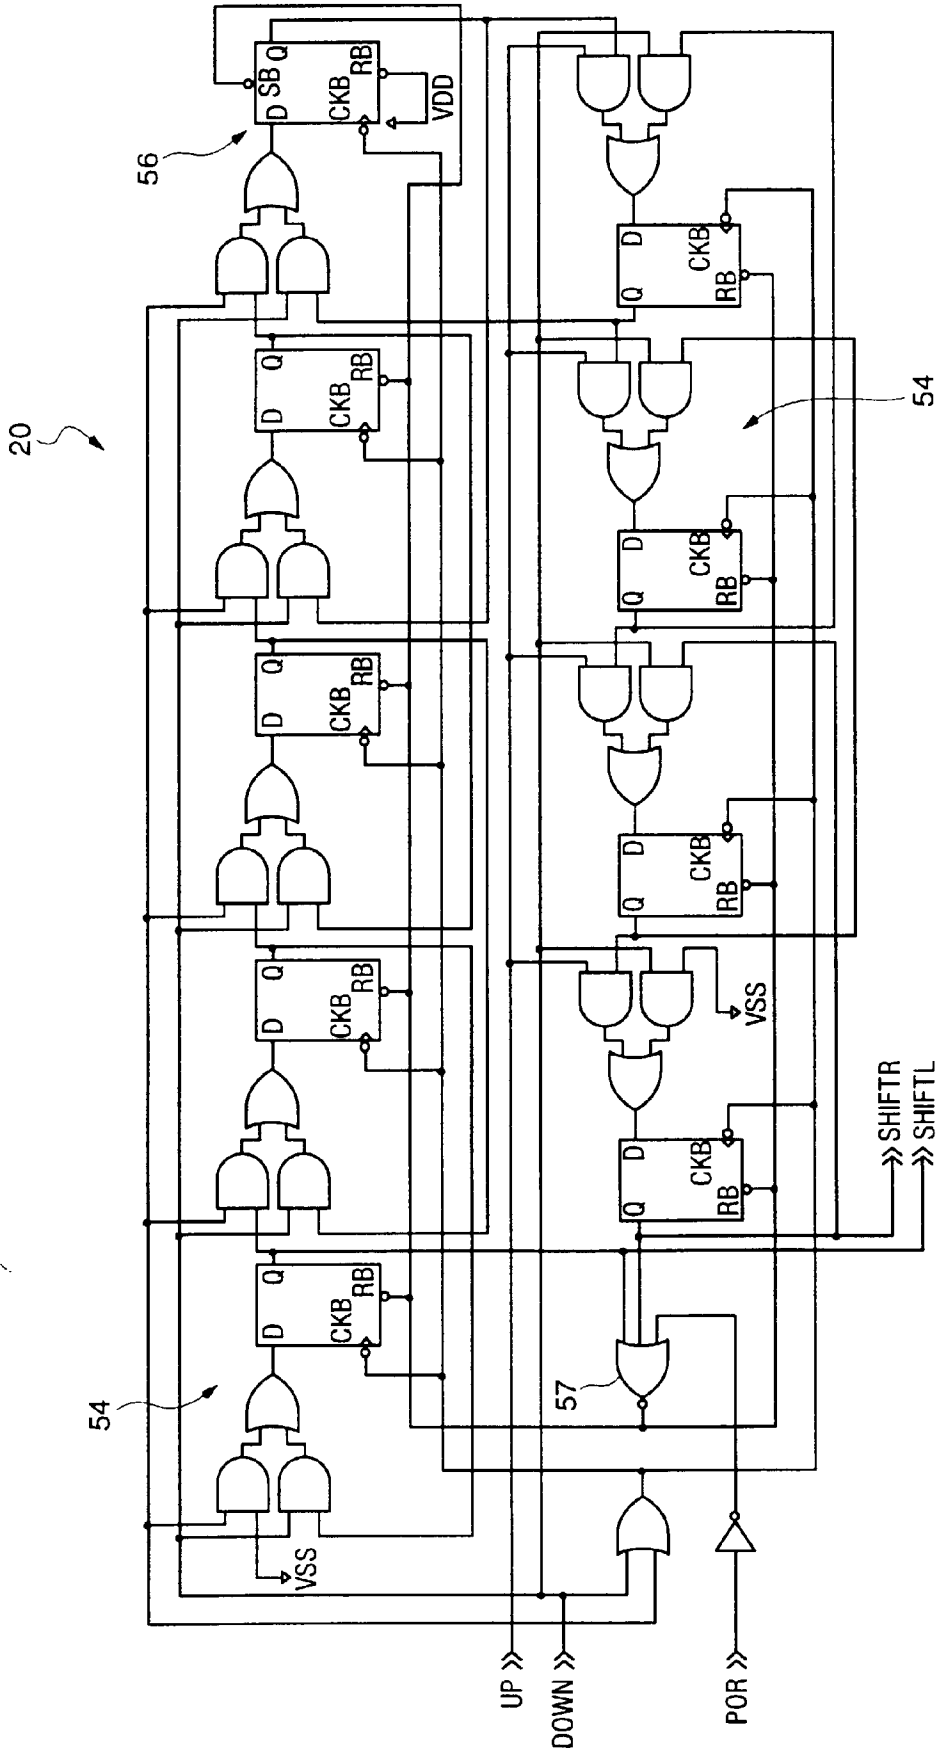 20
56
SB
Q
D
CKB
RB
VDD
Q
D
CKB
RB
Q
D
CKB
RB
Q
D
CKB
RB
Q
D
CKB
RB
54
VSS
D
Q
CKB
RB
54
D
Q
CKB
RB
D
Q
CKB
RB
VSS
D
Q
CKB
RB
57
SHIFTR
SHIFTL
UP
DOWN
POR